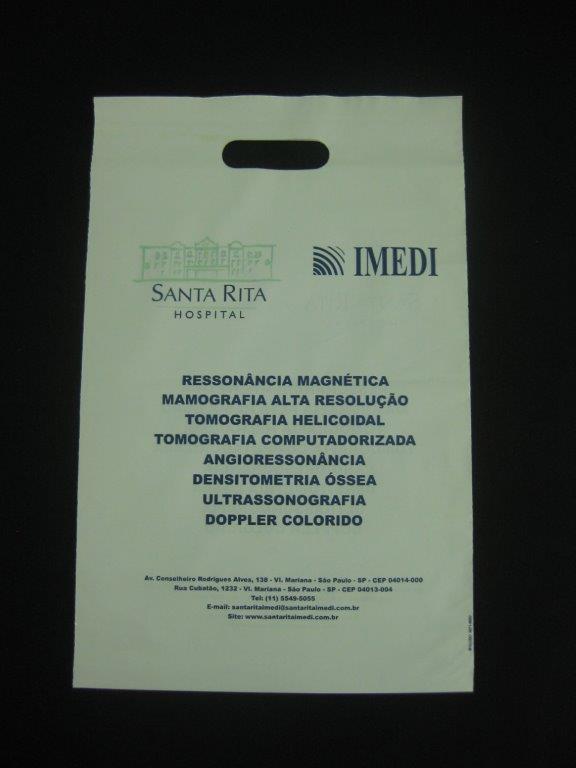 SANTA RITA
HOSPITAL
IMEDI
RESSONÂNCIA MAGNÉTICA
MAMOGRAFIA ALTA RESOLUÇÃO
TOMOGRAFIA HELICOIDAL
TOMOGRAFIA COMPUTADORIZADA
ANGIORESSONÂNCIA
DENSITOMETRIA ÓSSEA
ULTRASSONOGRAFIA
DOPPLER COLORIDO
Av. Conselheiro Rodrigues Alves, 138 - Vl. Mariana - São Paulo - SP - CEP 04014-000
Rua Cubatão, 1232 - Vl. Mariana - São Paulo - SP - CEP 04013-004
Tel: (11) 5549-5055
E-mail: santaritaimedi@santaritaimedi.com.br
Site: www.santaritaimedi.com.br